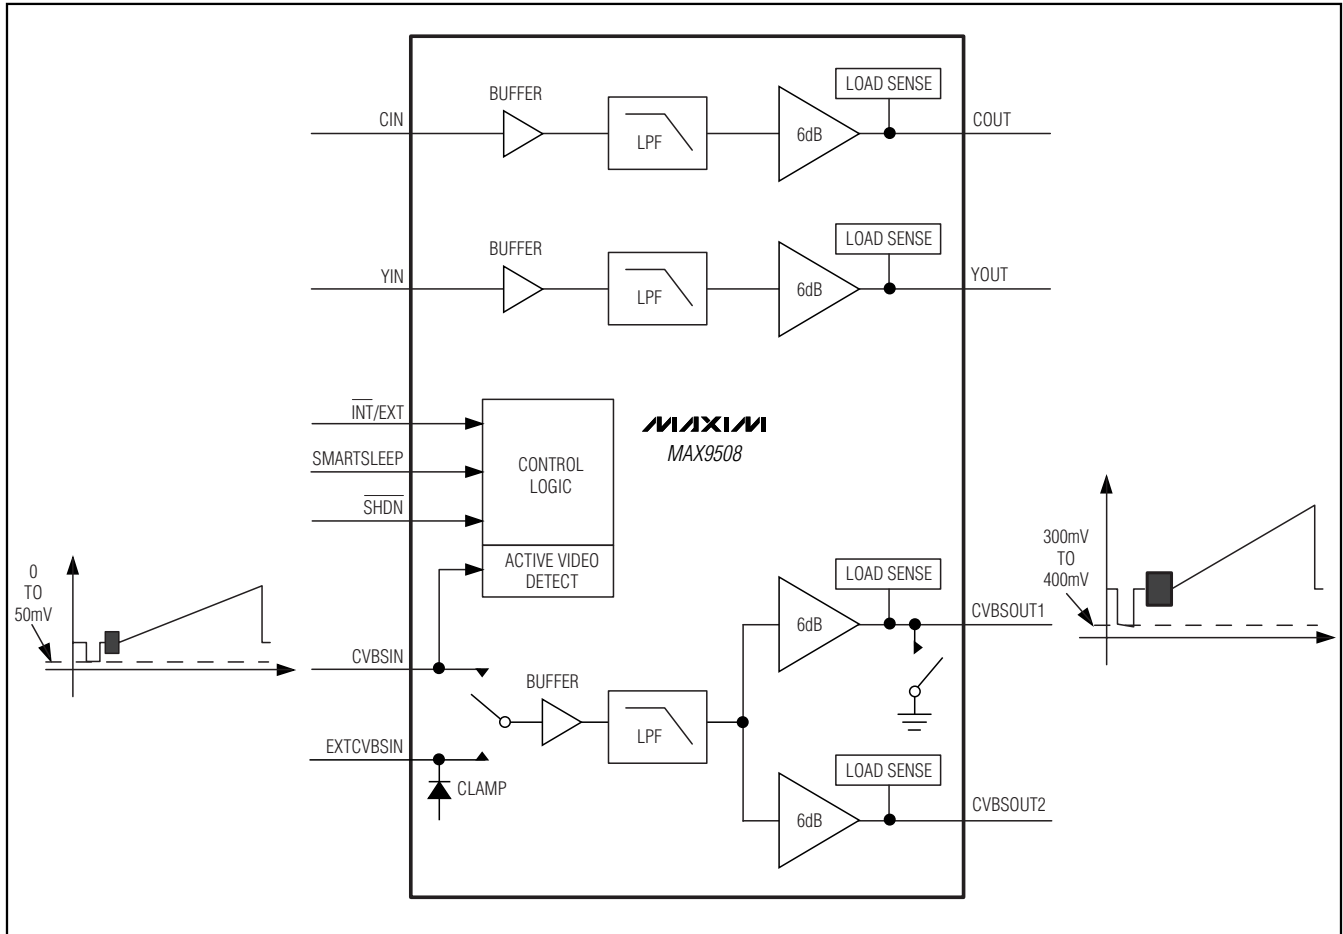 LOAD SENSE
BUFFER
CIN
LPF
6dB
COUT
LOAD SENSE
BUFFER
YIN
LPF
6dB
YOUT
INT/EXT
SMARTSLEEP
SHDN
CONTROL
LOGIC
ACTIVE VIDEO
DETECT
MAXIM
MAX9508
0
TO
50mV
300mV
TO
400mV
LOAD SENSE
6dB
CVBSOUT1
CVBSIN
BUFFER
LPF
EXTCVBSIN
CLAMP
LOAD SENSE
6dB
CVBSOUT2